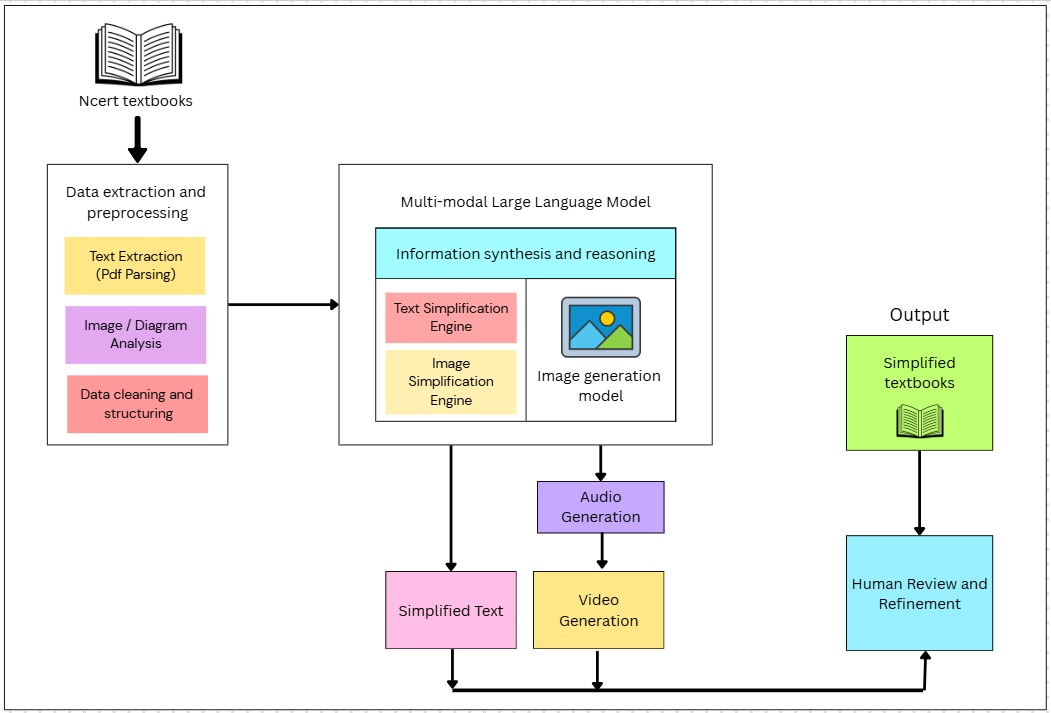 Ncert textbooks
Data extraction and
preprocessing
Text Extraction
(Pdf Parsing)
Image / Diagram
Analysis
Data cleaning and
structuring
Multi-modal Large Language Model
Information synthesis and reasoning
Text Simplification
Engine
Image
Simplification
Engine
Image generation
model
Audio
Generation
Simplified Text
Video
Generation
Output
Simplified
textbooks
Human Review and
Refinement